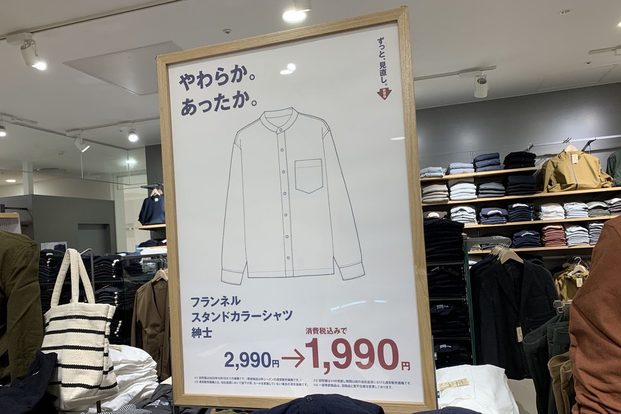 やわらか。
あったか。
ずっと、見直し。
フランネル
スタンドカラーシャツ
紳士
消費税込みで
2,990円→1,990円